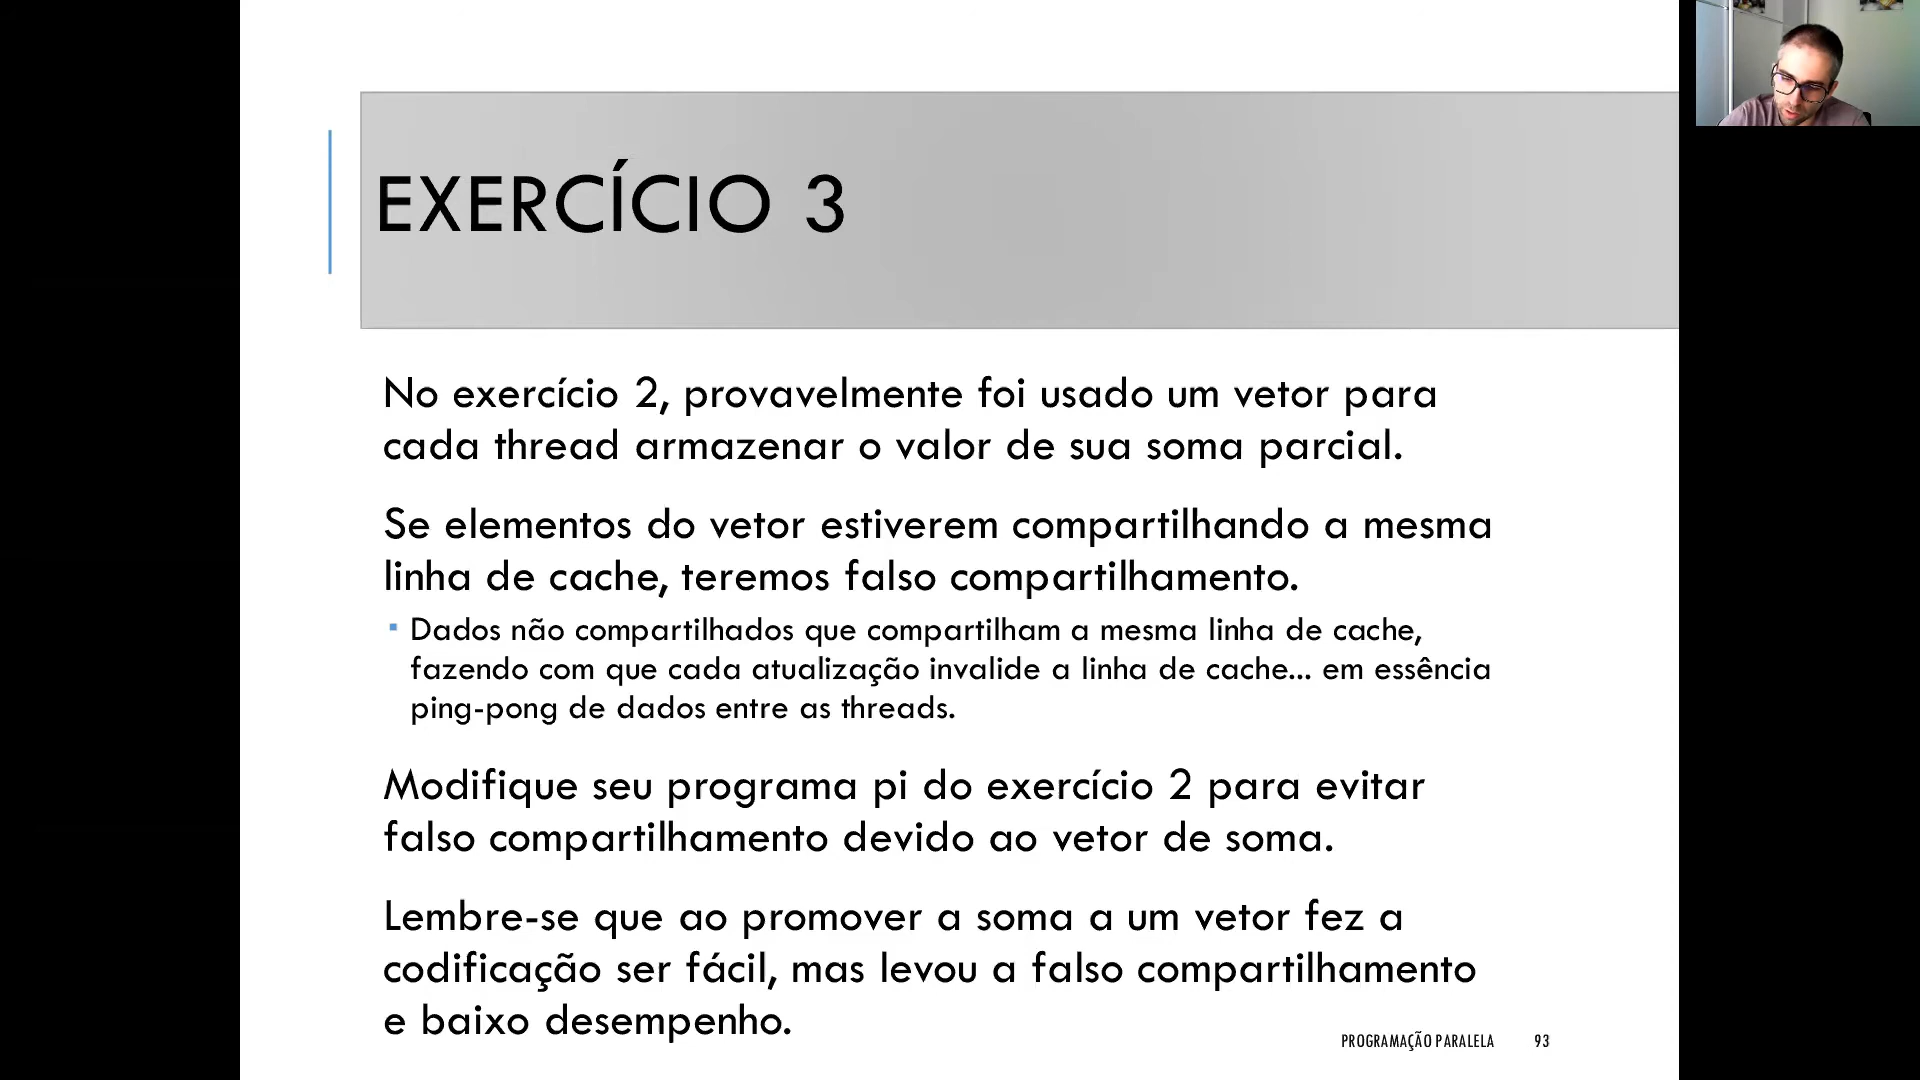 EXERCÍCIO 3
No exercício 2, provavelmente foi usado um vetor para
cada thread armazenar o valor de sua soma parcial.
Se elementos do vetor estiverem compartilhando a mesma
linha de cache, teremos falso compartilhamento.
▪ Dados não compartilhados que compartilham a mesma linha de cache,
fazendo com que cada atualização invalide a linha de cache... em essência
ping-pong de dados entre as threads.
Modifique seu programa pi do exercício 2 para evitar
falso compartilhamento devido ao vetor de soma.
Lembre-se que ao promover a soma a um vetor fez a
codificação ser fácil, mas levou a falso compartilhamento
e baixo desempenho.
PROGRAMAÇÃO PARALELA 93